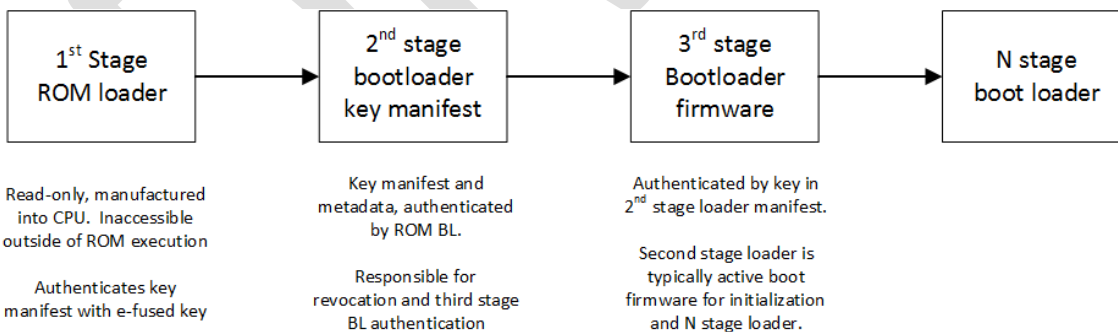 1st Stage
ROM loader
2nd stage
bootloader
key manifest
3rd stage
Bootloader
firmware
N stage
boot loader
Read-only, manufactured
into CPU. Inaccessible
outside of ROM execution
Authenticates key
manifest with e-fused key
Key manifest and
metadata, authenticated
by ROM BL.
Responsible for
revocation and third stage
BL authentication
Authenticated by key in
2nd stage loader manifest.
Second stage loader is
typically active boot
firmware for initialization
and N stage loader.